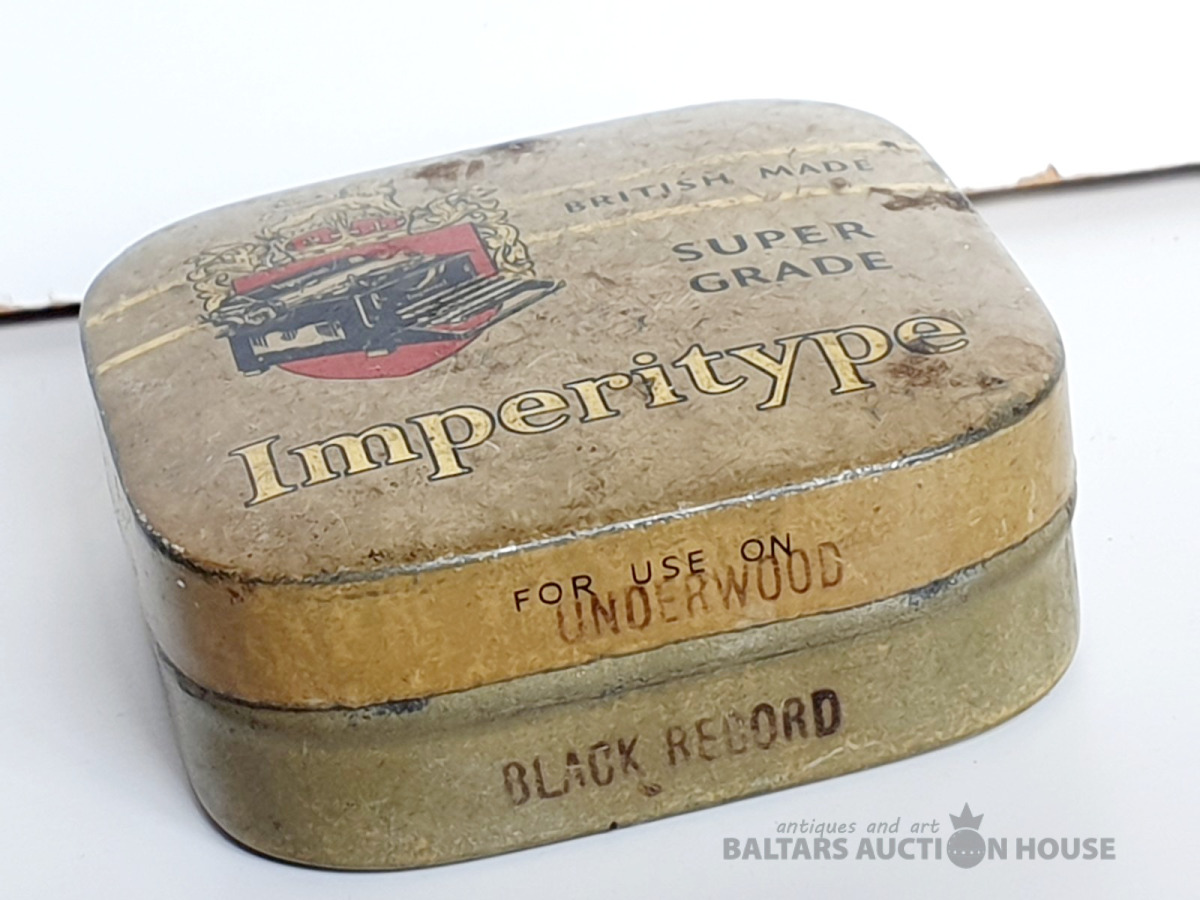 BRITISH MADE
SUPER
GRADE
Imperitype
FOR USE ON
UNDERWOOD
BLACK RECORD
antiques and art
BALTARS AUCTION HOUSE